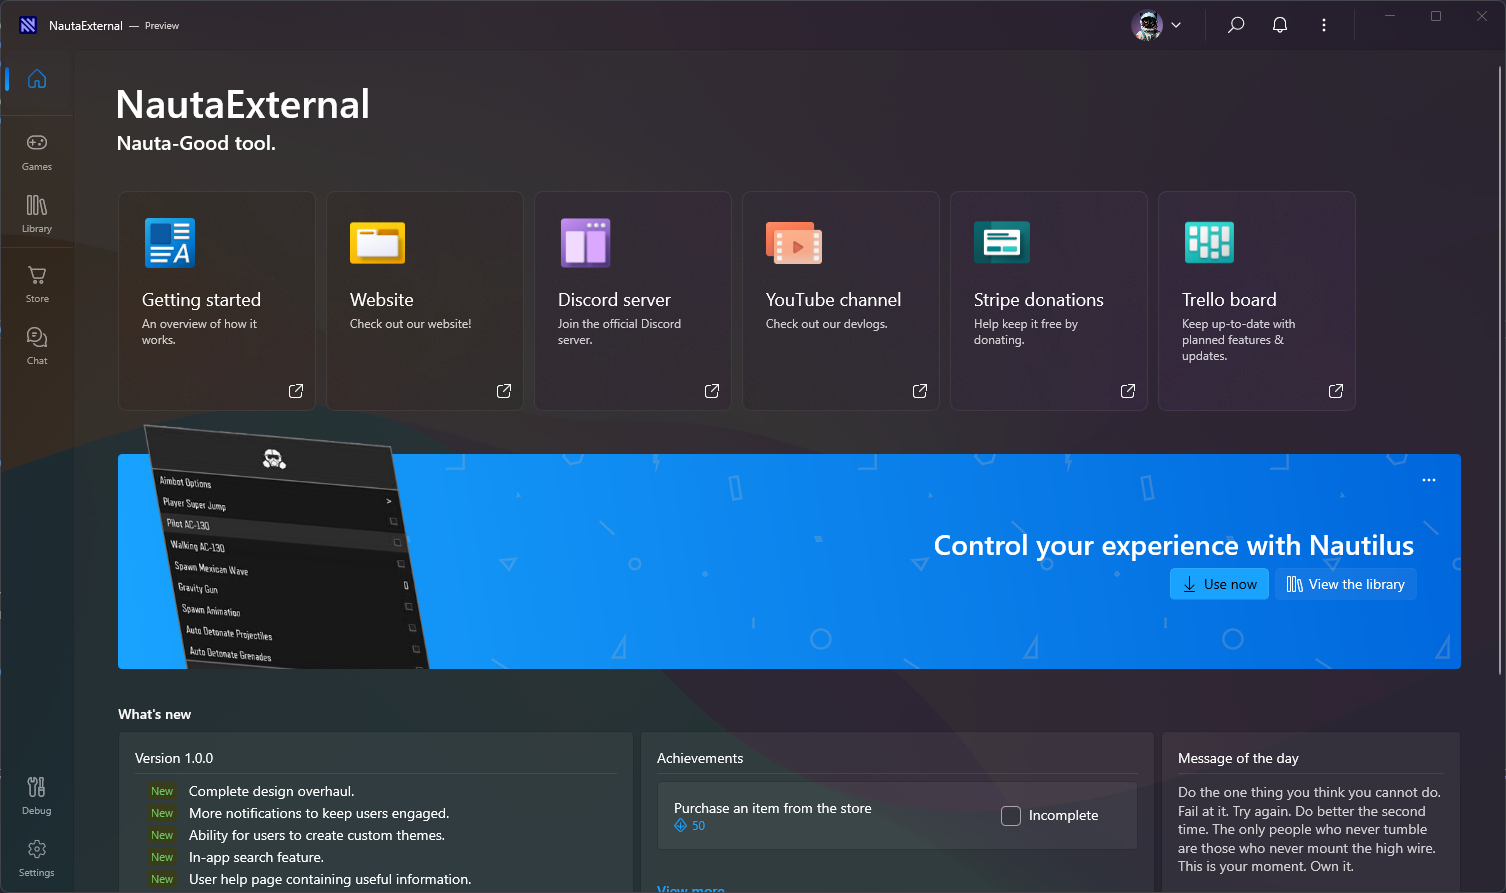 NautaExternal — Preview
Games
Library
Store
Chat
Debug
Settings
NautaExternal
Nauta-Good tool.
Getting started
An overview of how it
works.
Website
Check out our website!
Discord server
Join the official Discord
server.
YouTube channel
Check out our devlogs.
Stripe donations
Help keep it free by
donating.
Trello board
Keep up-to-date with
planned features &
updates.
Aimbot Options
Player Super Jump >
Pilot AC-130
Walking AC-130
Spawn Mexican Wave
Gravity Gun 0
Spawn Animation
Auto Detonate Projectiles
Auto Detonate Grenades
Control your experience with Nautilus
Use now
View the library
What's new
Version 1.0.0
New Complete design overhaul.
New More notifications to keep users engaged.
New Ability for users to create custom themes.
New In-app search feature.
New User help page containing useful information.
Achievements
Purchase an item from the store
50
Incomplete
View more
Message of the day
Do the one thing you think you cannot do.
Fail at it. Try again. Do better the second
time. The only people who never tumble
are those who never mount the high wire.
This is your moment. Own it.